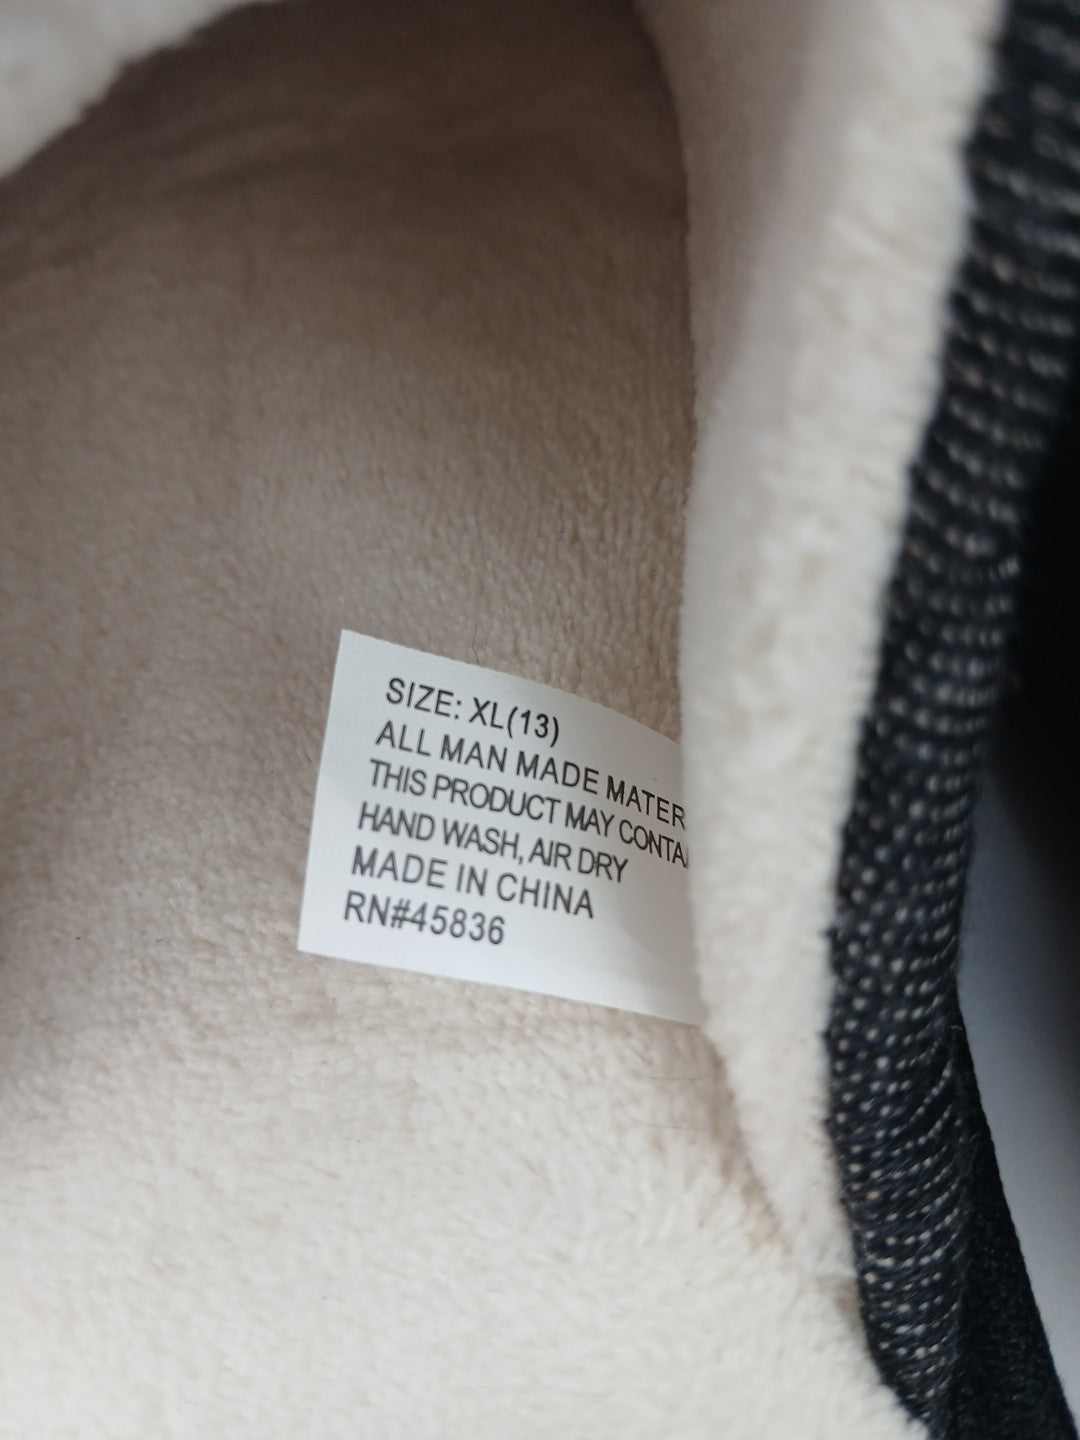 SIZE: XL(13)
ALL MAN MADE MATER
THIS PRODUCT MAY CONTA
HAND WASH, AIR DRY
MADE IN CHINA
RN#45836